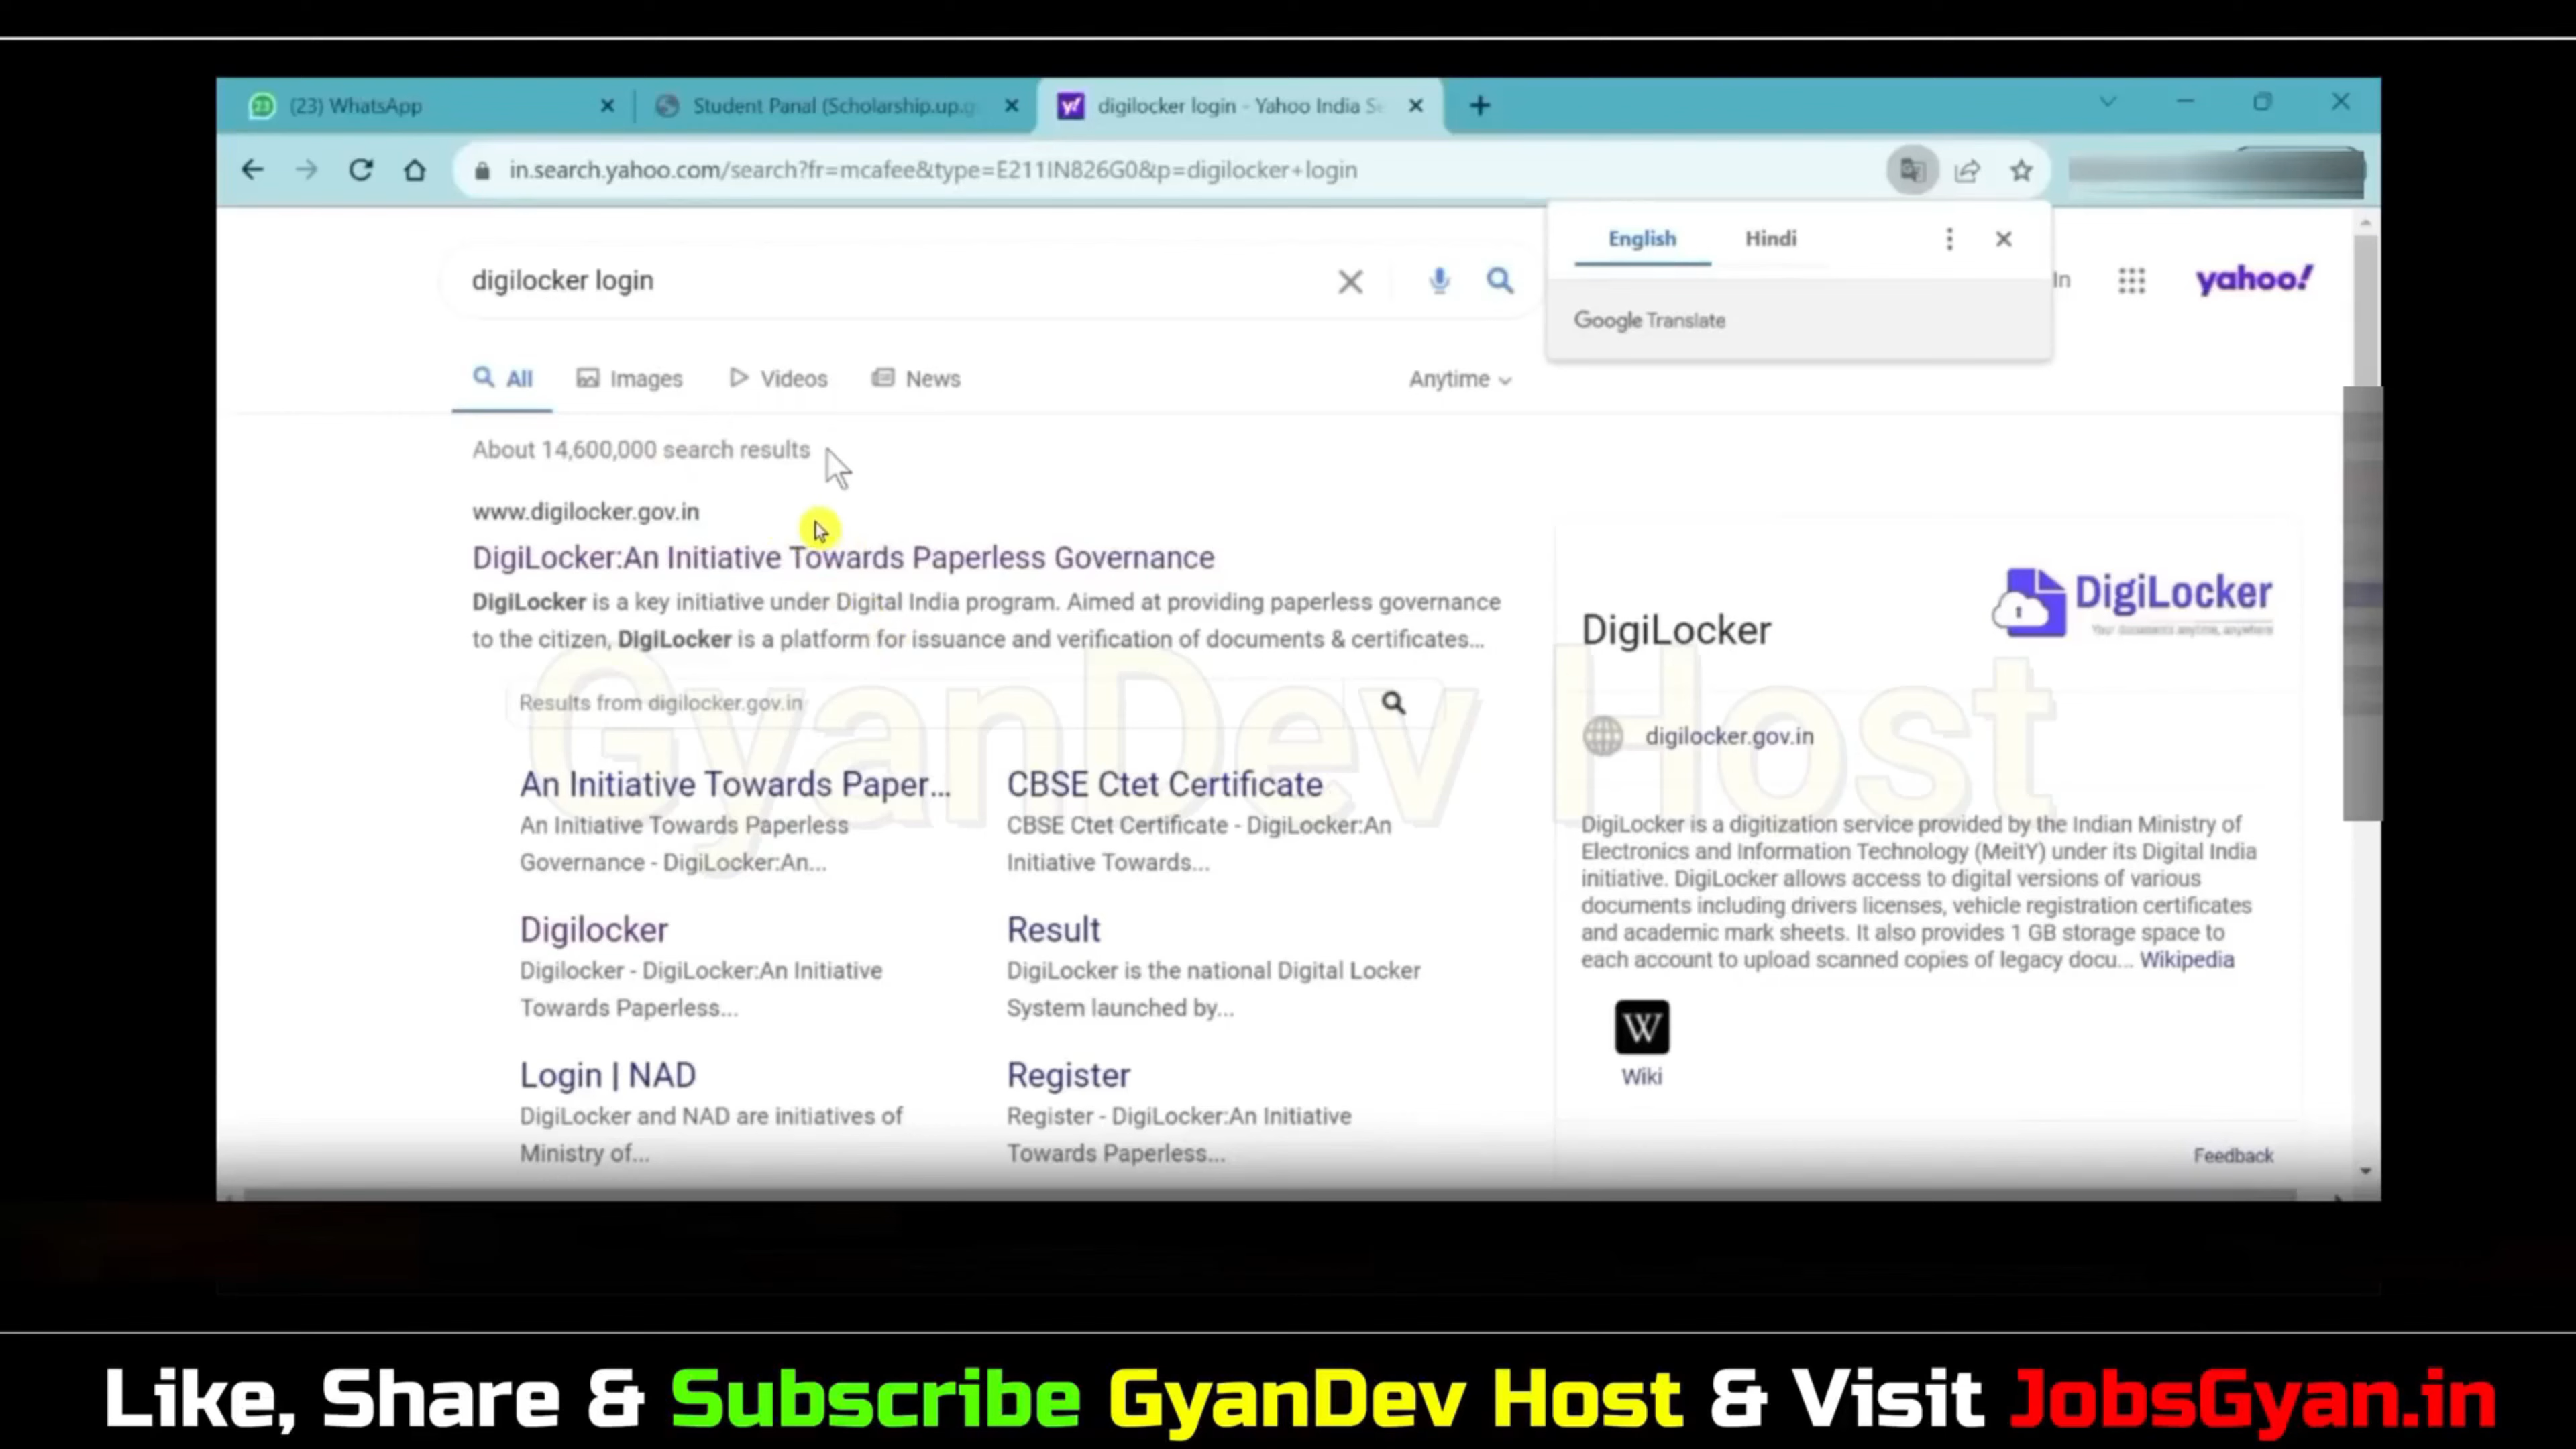 (23) WhatsApp
Student Panal (Scholarship.up.g
digilocker login - Yahoo India Se
in.search.yahoo.com/search?fr=mcafee&type=E211IN826G0&p=digilocker+login
English
Hindi
Google Translate
digilocker login
In
yahoo!
All
Images
Videos
News
Anytime
About 14,600,000 search results
www.digilocker.gov.in
DigiLocker:An Initiative Towards Paperless Governance
DigiLocker is a key initiative under Digital India program. Aimed at providing paperless governance
to the citizen, DigiLocker is a platform for issuance and verification of documents & certificates...
Results from digilocker.gov.in
An Initiative Towards Paper...
An Initiative Towards Paperless
Governance - DigiLocker:An...
CBSE Ctet Certificate
CBSE Ctet Certificate - DigiLocker:An
Initiative Towards...
Digilocker
Digilocker - DigiLocker:An Initiative
Towards Paperless...
Result
DigiLocker is the national Digital Locker
System launched by...
Login | NAD
DigiLocker and NAD are initiatives of
Ministry of...
Register
Register - DigiLocker:An Initiative
Towards Paperless...
DigiLocker
DigiLocker
Your documents anytime, anywhere
digilocker.gov.in
DigiLocker is a digitization service provided by the Indian Ministry of
Electronics and Information Technology (MeitY) under its Digital India
initiative. DigiLocker allows access to digital versions of various
documents including drivers licenses, vehicle registration certificates
and academic mark sheets. It also provides 1 GB storage space to
each account to upload scanned copies of legacy docu... Wikipedia
W
Wiki
Feedback
GyanDev Host
Like, Share & Subscribe GyanDev Host & Visit JobsGyan.in